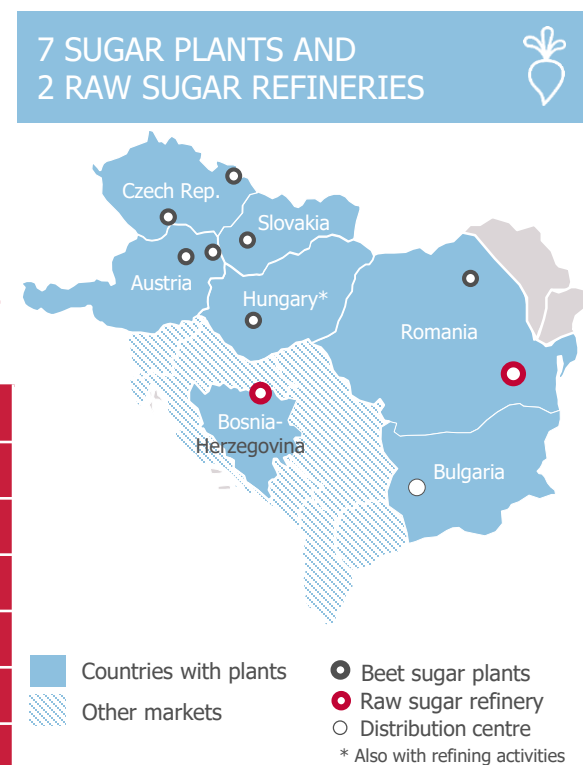 7 SUGAR PLANTS AND
2 RAW SUGAR REFINERIES
Czech Rep.
Slovakia
Austria
Hungary*
Romania
Bosnia-
Herzegovina
Bulgaria
Countries with plants
Other markets
Beet sugar plants
Raw sugar refinery
Distribution centre
* Also with refining activities